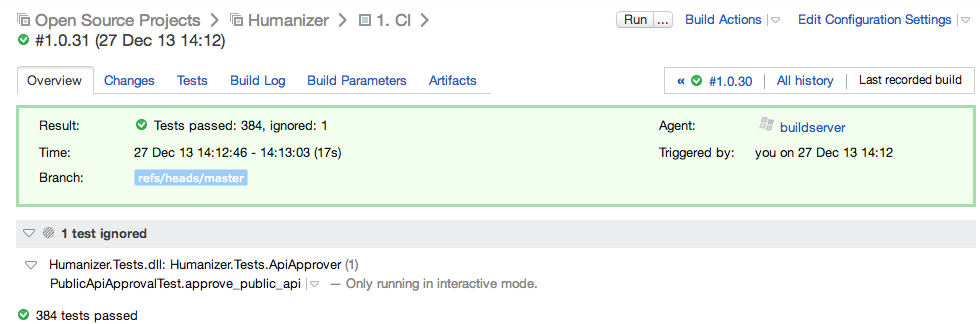 Open Source Projects Humanizer 1. CI
Run ... Build Actions Edit Configuration Settings
#1.0.31 (27 Dec 13 14:12)
Overview Changes Tests Build Log Build Parameters Artifacts
« #1.0.30 All history Last recorded build
Result: Tests passed: 384, ignored: 1 Agent: buildserver
Time: 27 Dec 13 14:12:46 - 14:13:03 (17s) Triggered by: you on 27 Dec 13 14:12
Branch: refs/heads/master
1 test ignored
Humanizer.Tests.dll: Humanizer.Tests.ApiApprover (1)
PublicApiApprovalTest.approve_public_api — Only running in interactive mode.
384 tests passed